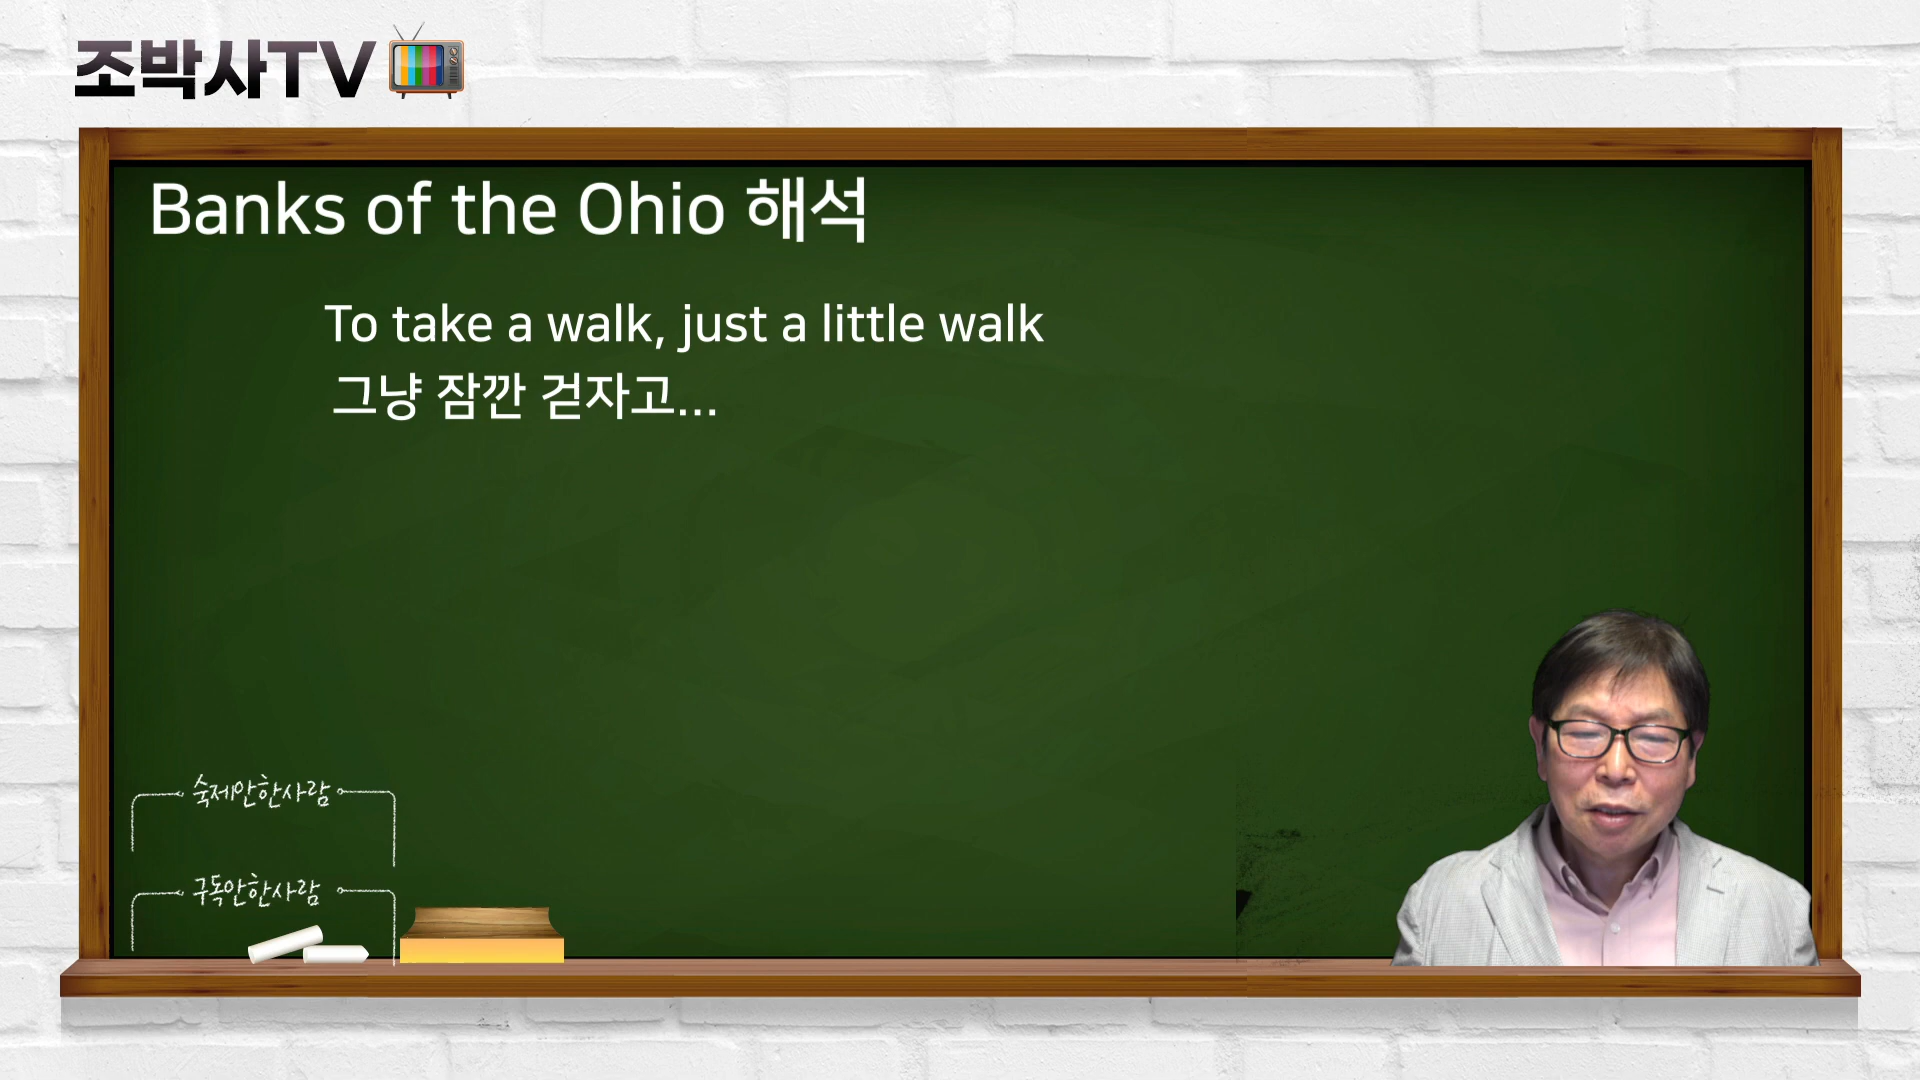 조박사TV
Banks of the Ohio 해석
To take a walk, just a little walk
그냥 잠깐 걷자고...
숙제안한사람
구독안한사람